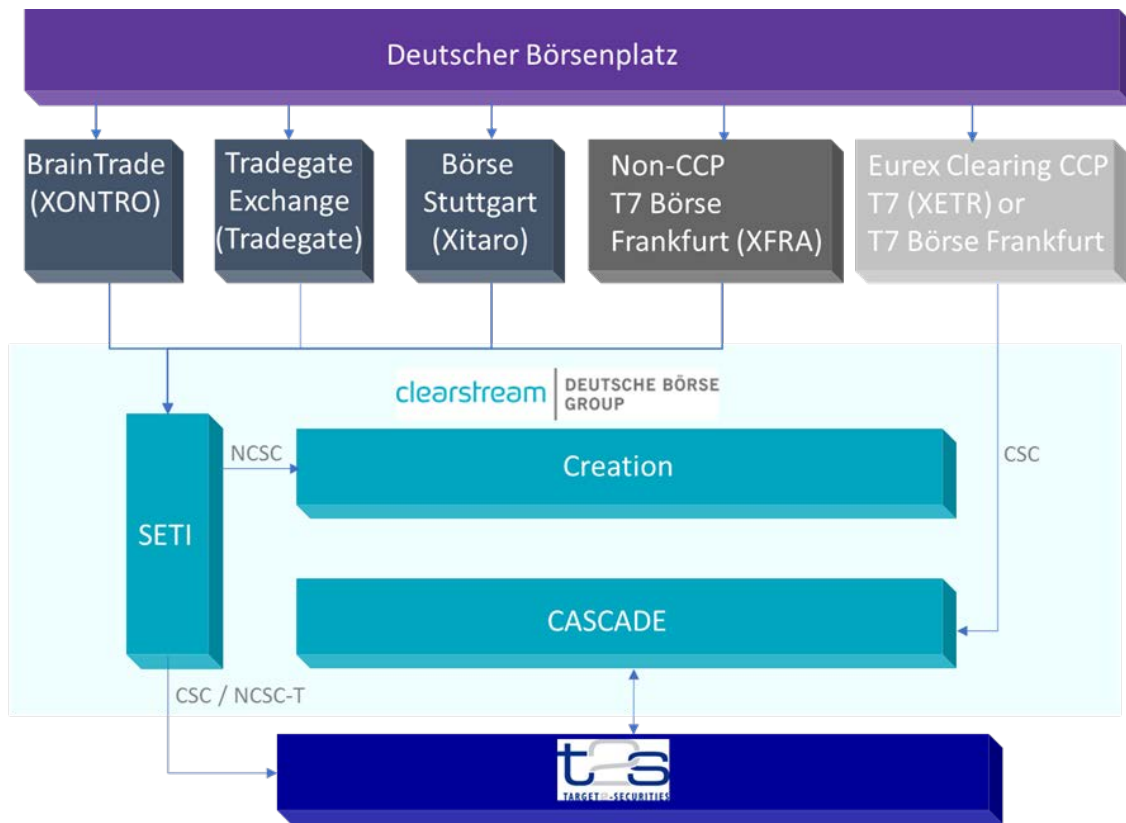 Deutscher Börsenplatz
BrainTrade
(XONTRO)
Tradegate
Exchange
(Tradegate)
Börse
Stuttgart
(Xitaro)
Non-CCP
T7 Börse
Frankfurt (XFRA)
Eurex Clearing CCP
T7 (XETR) or
T7 Börse Frankfurt
clearstream
DEUTSCHE BÖRSE
GROUP
NCSC
Creation
CSC
SETI
CASCADE
CSC / NCSC-T
t2s
TARGET2-SECURITIES